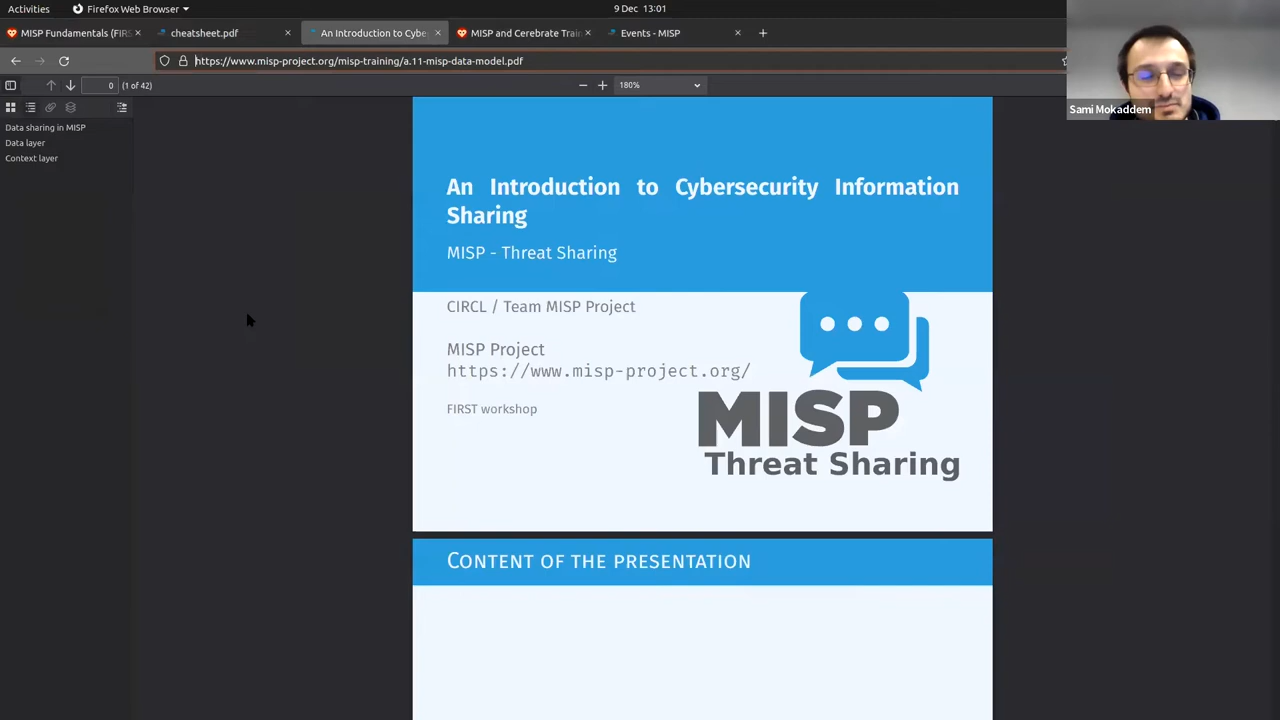 Activities
Firefox Web Browser
9 Dec 13:01
MISP Fundamentals (FIRS
cheatsheet.pdf
An Introduction to Cybe
MISP and Cerebrate Train
Events - MISP
https://www.misp-project.org/misp-training/a.11-misp-data-model.pdf
0
(1 of 42)
180%
Sami Mokaddem
Data sharing in MISP
Data layer
Context layer
An Introduction to Cybersecurity Information
Sharing
MISP - Threat Sharing
CIRCL / Team MISP Project
MISP Project
https://www.misp-project.org/
FIRST workshop
MISP
Threat Sharing
CONTENT OF THE PRESENTATION